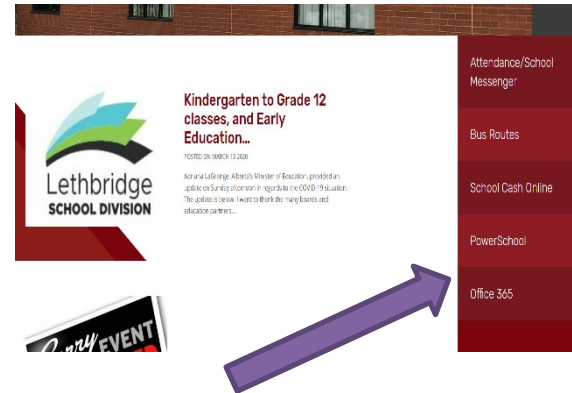 Kindergarten to Grade 12
classes, and Early
Education...
POSTED ON MARCH 15 2020
Adriana LaGrange, Alberta's Minister of Education, provided an
update on Sunday afternoon in regards to the COVID-19 situation.
The update is below. I want to thank the many boards and
education partners...
Lethbridge
SCHOOL DIVISION
EVENT
Attendance/School
Messenger
Bus Routes
School Cash Online
PowerSchool
Office 365